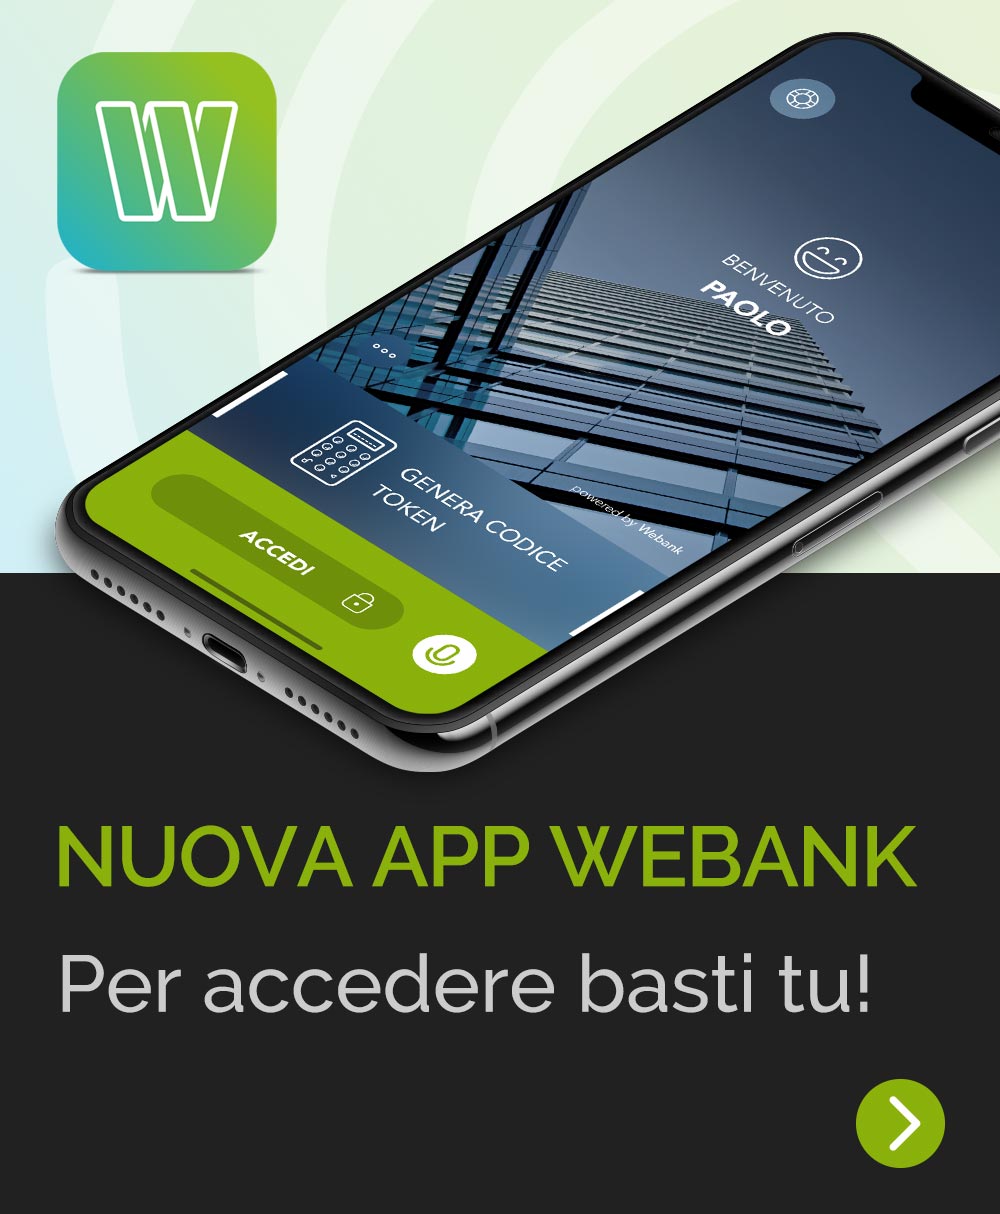 W
BENVENUTO
PAOLO
GENERA CODICE
TOKEN
powered by Webank
ACCEDI
NUOVA APP WEBANK
Per accedere basti tu!